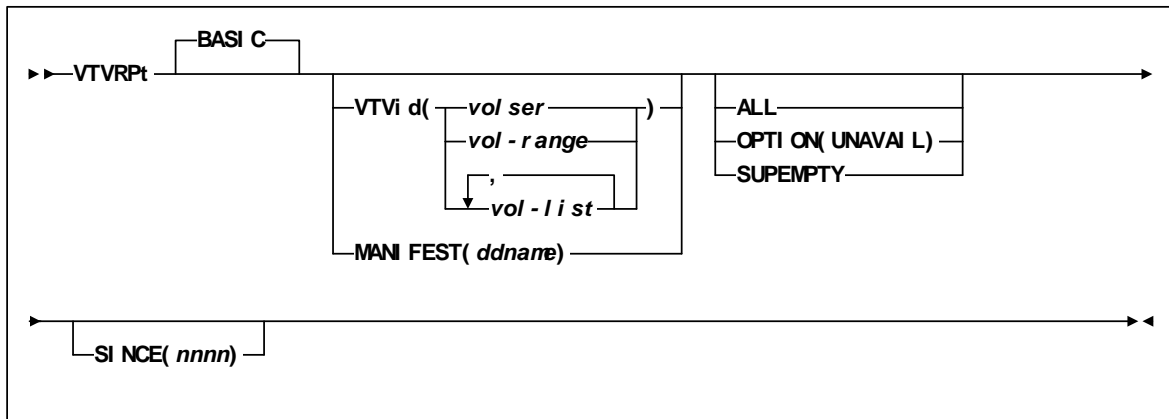 BASIC
VTVRPt
VTVid( volser )
vol-range
,
vol-list
MANIFEST(ddname)
ALL
OPTION(UNAVAIL)
SUPEMPTY
SINCE(nnnn)